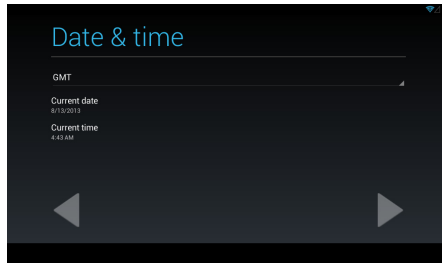 Date & time
GMT
Current date
8/13/2013
Current time
4:43 AM